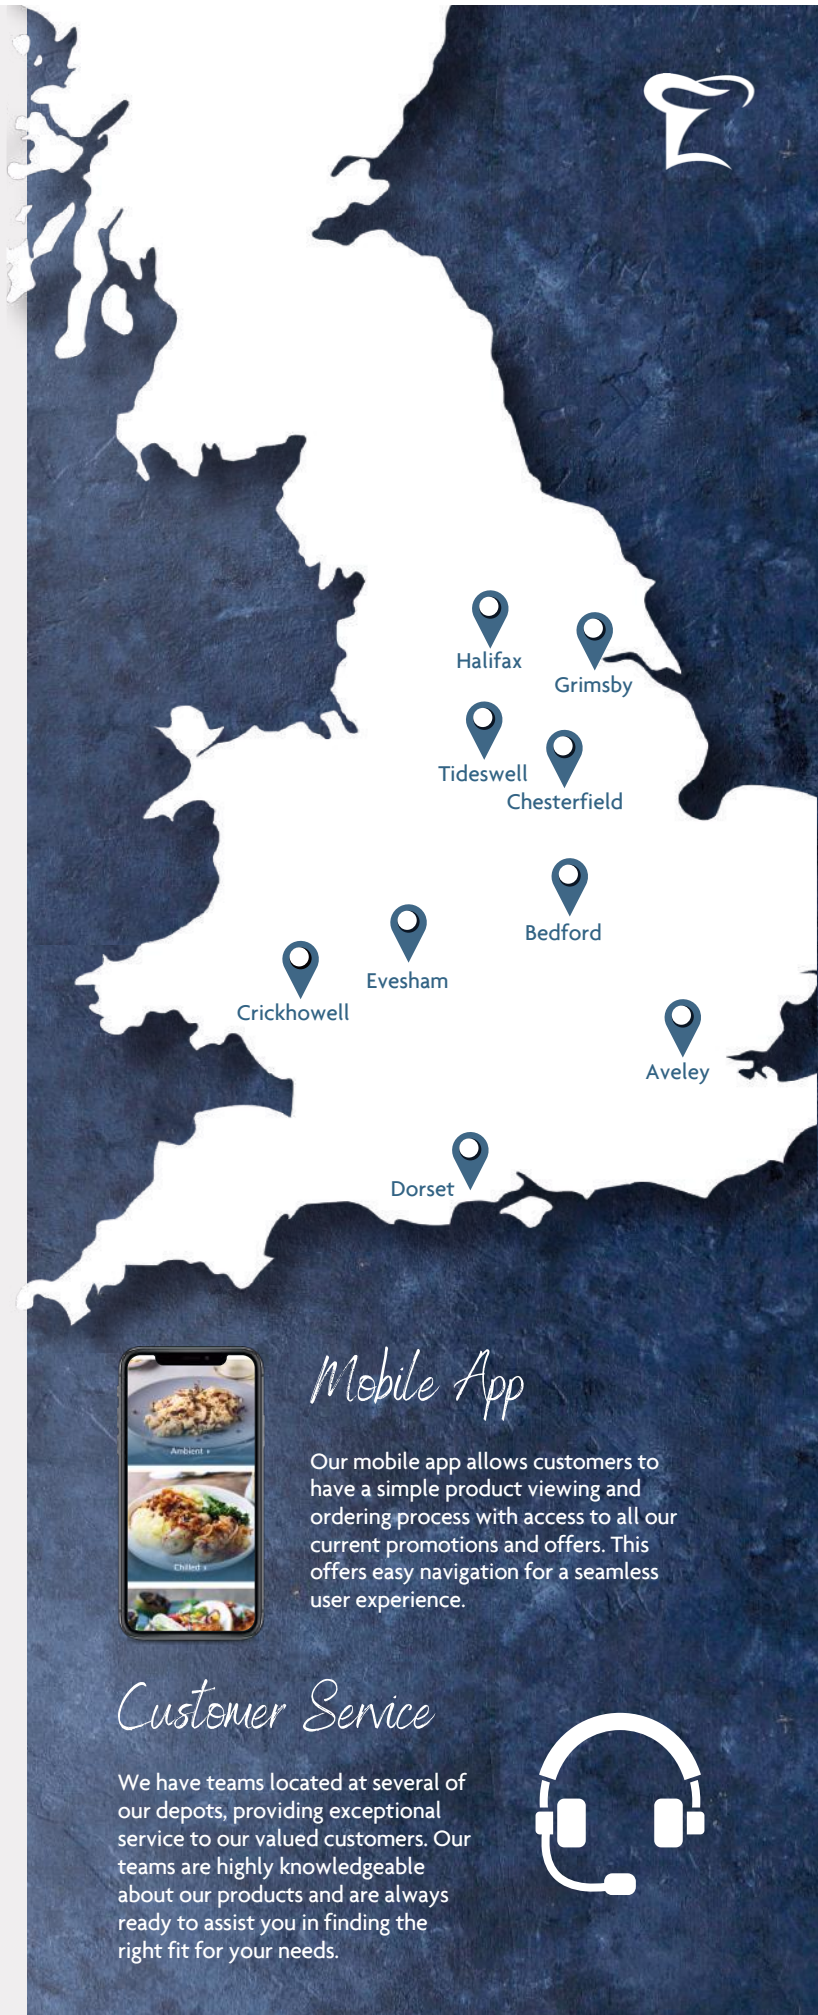 Halifax
Grimsby
Tideswell
Chesterfield
Bedford
Evesham
Crickhowell
Aveley
Dorset
Mobile App
Ambient
Chilled
Our mobile app allows customers to
have a simple product viewing and
ordering process with access to all our
current promotions and offers. This
offers easy navigation for a seamless
user experience.
Customer Service
We have teams located at several of
our depots, providing exceptional
service to our valued customers. Our
teams are highly knowledgeable
about our products and are always
ready to assist you in finding the
right fit for your needs.